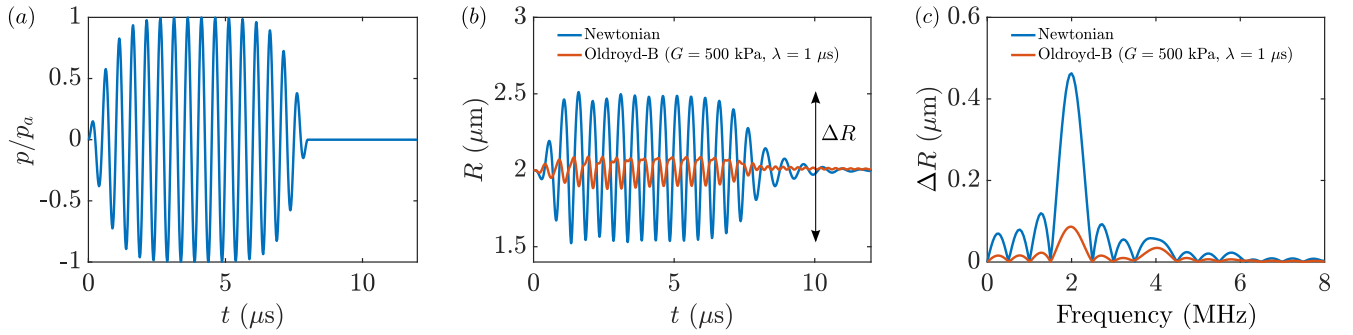 (a)
1
0.5
0
-0.5
-1
p/pₐ
0 5 10
t (μs)
(b)
3
2.5
2
1.5
1
R (μm)
Newtonian
Oldroyd-B (G = 500 kPa, λ = 1 μs)
ΔR
0 5 10
t (μs)
(c)
0.6
0.4
0.2
0
ΔR (μm)
Newtonian
Oldroyd-B (G = 500 kPa, λ = 1 μs)
0 2 4 6 8
Frequency (MHz)